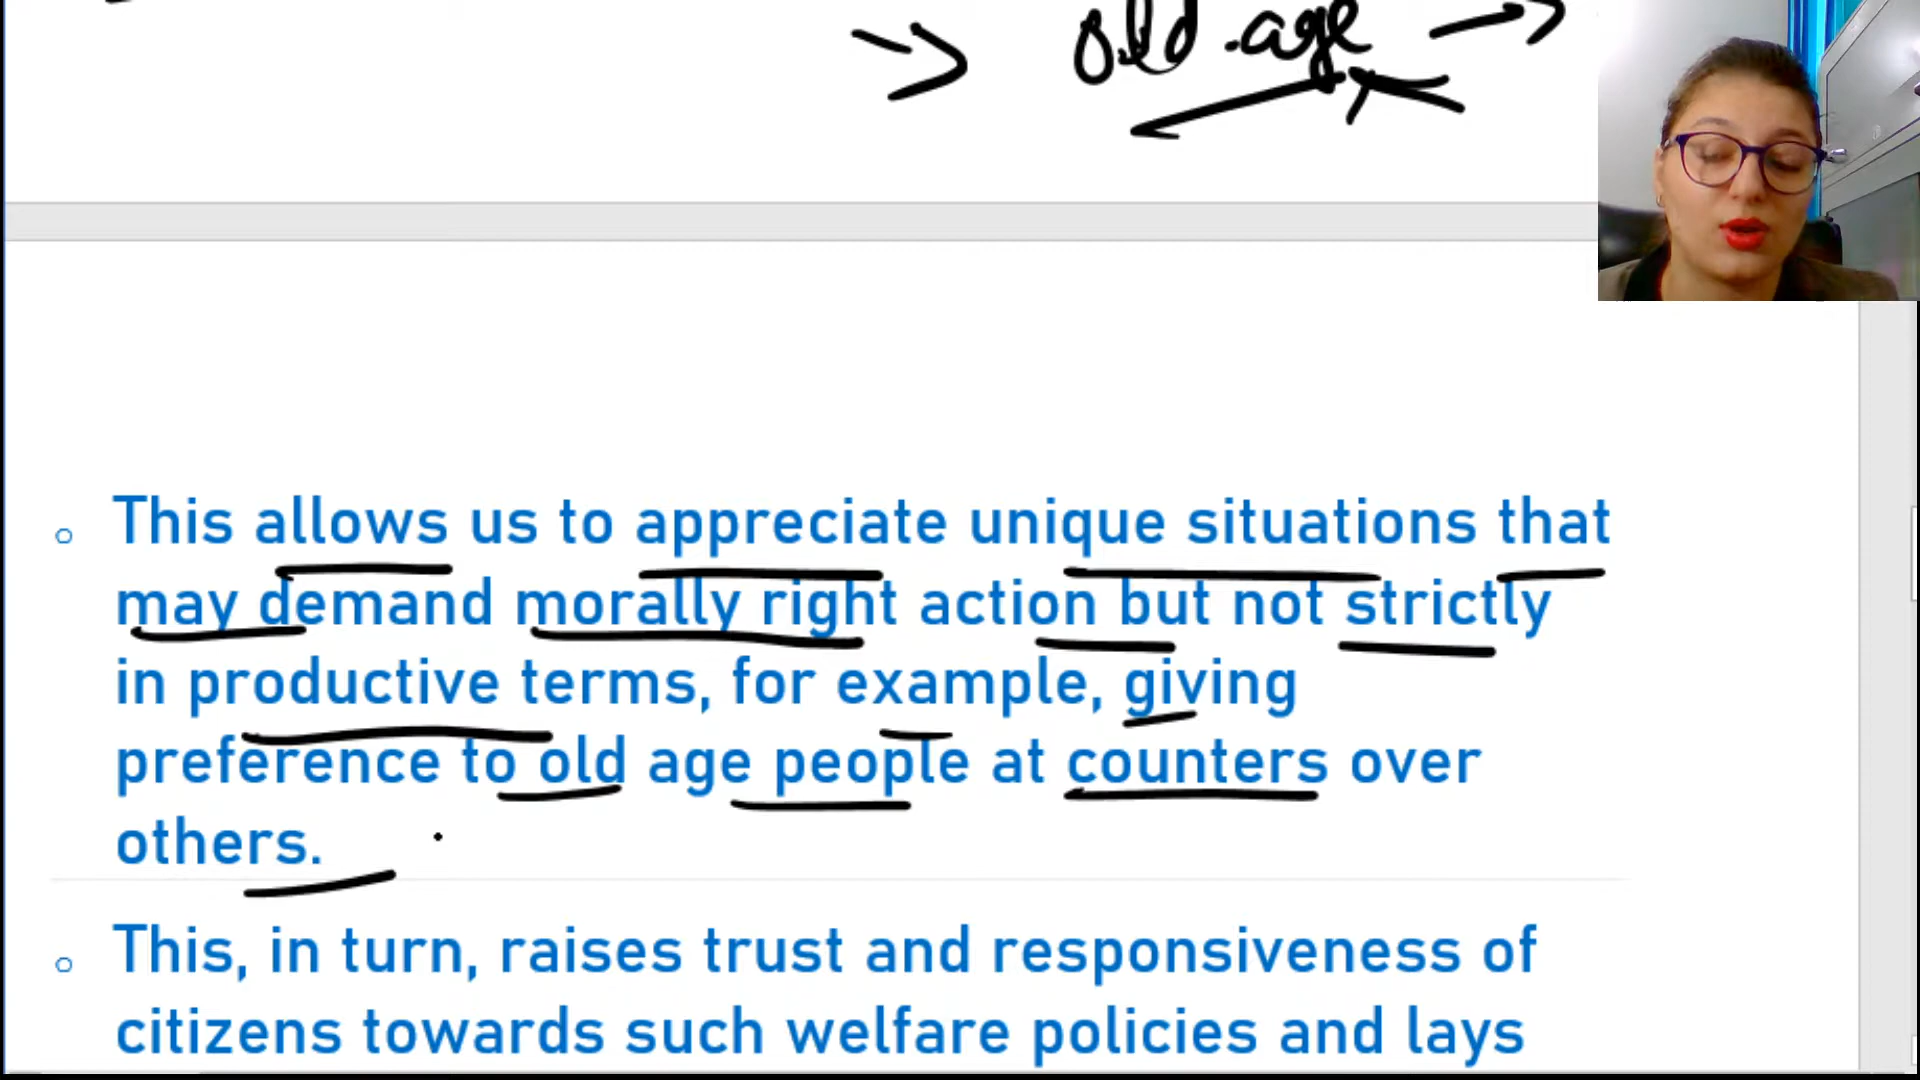 old age
This allows us to appreciate unique situations that
may demand morally right action but not strictly
in productive terms, for example, giving
preference to old age people at counters over
others.
This, in turn, raises trust and responsiveness of
citizens towards such welfare policies and lays